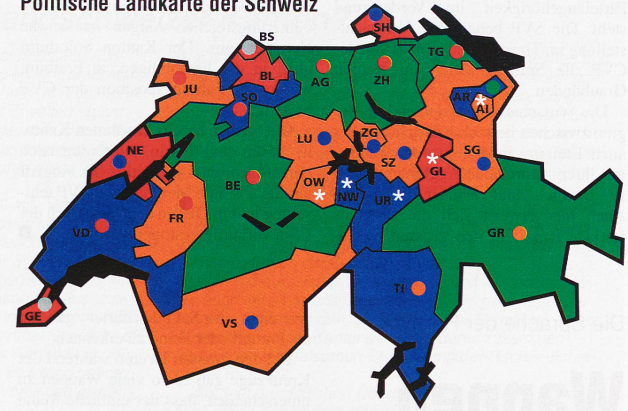 Politische Landkarte der Schweiz
BS
SH
TG
BL
AG
ZH
JU
SO
AR
AI
NE
LU
ZG
SZ
SG
GL
BE
OW
NW
UR
FR
VD
GR
TI
GE
VS